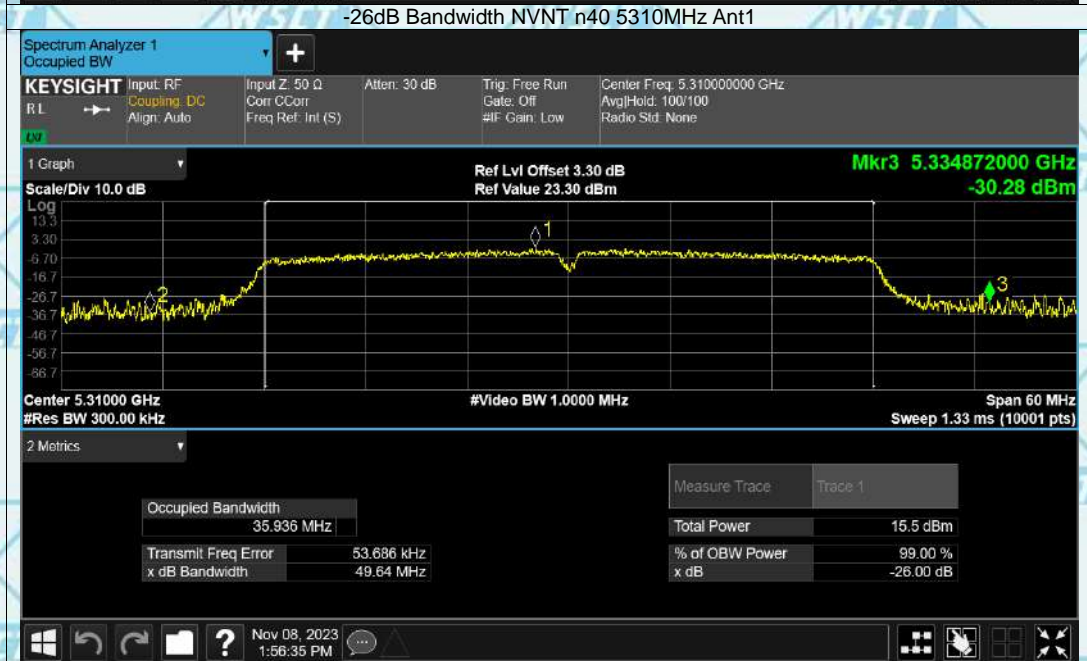 -26dB Bandwidth NVNT n40 5310MHz Ant1
Spectrum Analyzer 1
Occupied BW
+
KEYSIGHT
R L
LXI
Input: RF
Coupling: DC
Align: Auto
Input Z: 50 Ω
Corr CCorr
Freq Ref: Int (S)
Atten: 30 dB
Trig: Free Run
Gate: Off
#IF Gain: Low
Center Freq: 5.310000000 GHz
Avg|Hold: 100/100
Radio Std: None
1 Graph
Scale/Div 10.0 dB
Ref Lvl Offset 3.30 dB
Ref Value 23.30 dBm
Mkr3 5.334872000 GHz
-30.28 dBm
Log
13.3
3.30
-6.70
-16.7
-26.7
-36.7
-46.7
-56.7
-66.7
1
2
3
Center 5.31000 GHz
#Res BW 300.00 kHz
#Video BW 1.0000 MHz
Span 60 MHz
Sweep 1.33 ms (10001 pts)
2 Metrics
Measure Trace Trace 1
Occupied Bandwidth
35.936 MHz
Total Power 15.5 dBm
Transmit Freq Error 53.686 kHz
% of OBW Power 99.00 %
x dB Bandwidth 49.64 MHz
x dB -26.00 dB
?
Nov 08, 2023
1:56:35 PM